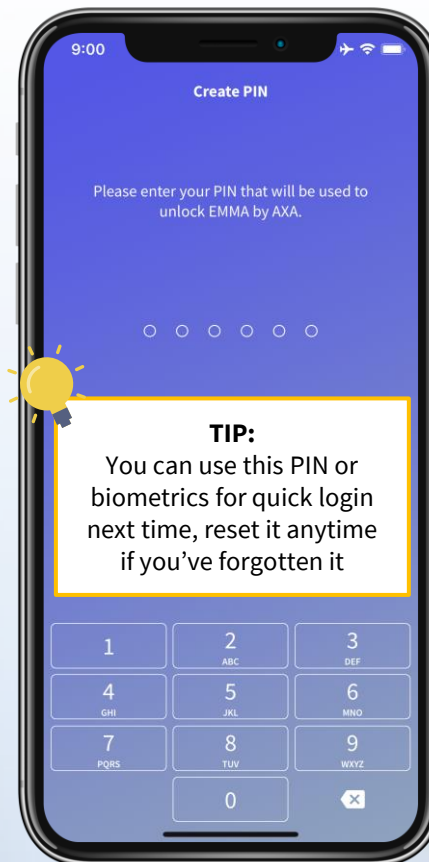 9:00
Create PIN
Please enter your PIN that will be used to
unlock EMMA by AXA.
TIP:
You can use this PIN or
biometrics for quick login
next time, reset it anytime
if you’ve forgotten it
1 2 3
ABC DEF
4 5 6
GHI JKL MNO
7 8 9
PQRS TUV WXYZ
0